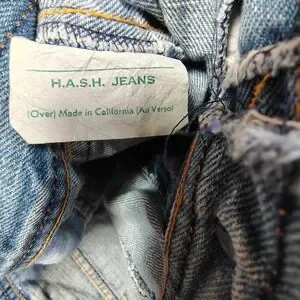 H.A.S.H. JEANS
(Over) Made in California (Au Verso)